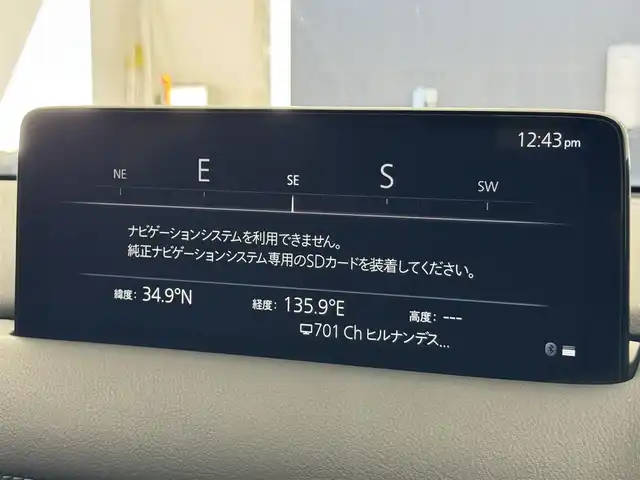 12:43pm
NE E SE S SW
ナビゲーションシステムを利用できません。
純正ナビゲーションシステム専用のSDカードを装着してください。
緯度: 34.9°N 経度: 135.9°E 高度: ---
701 Ch ヒルナンデス...